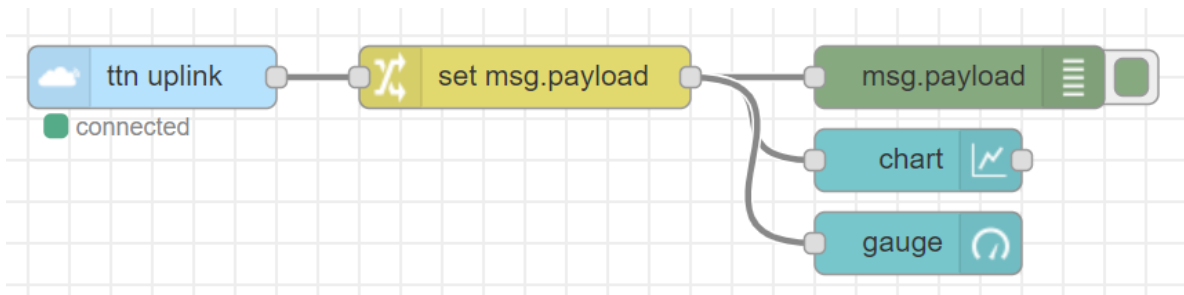 ttn uplink
set msg.payload
msg.payload
connected
chart
gauge